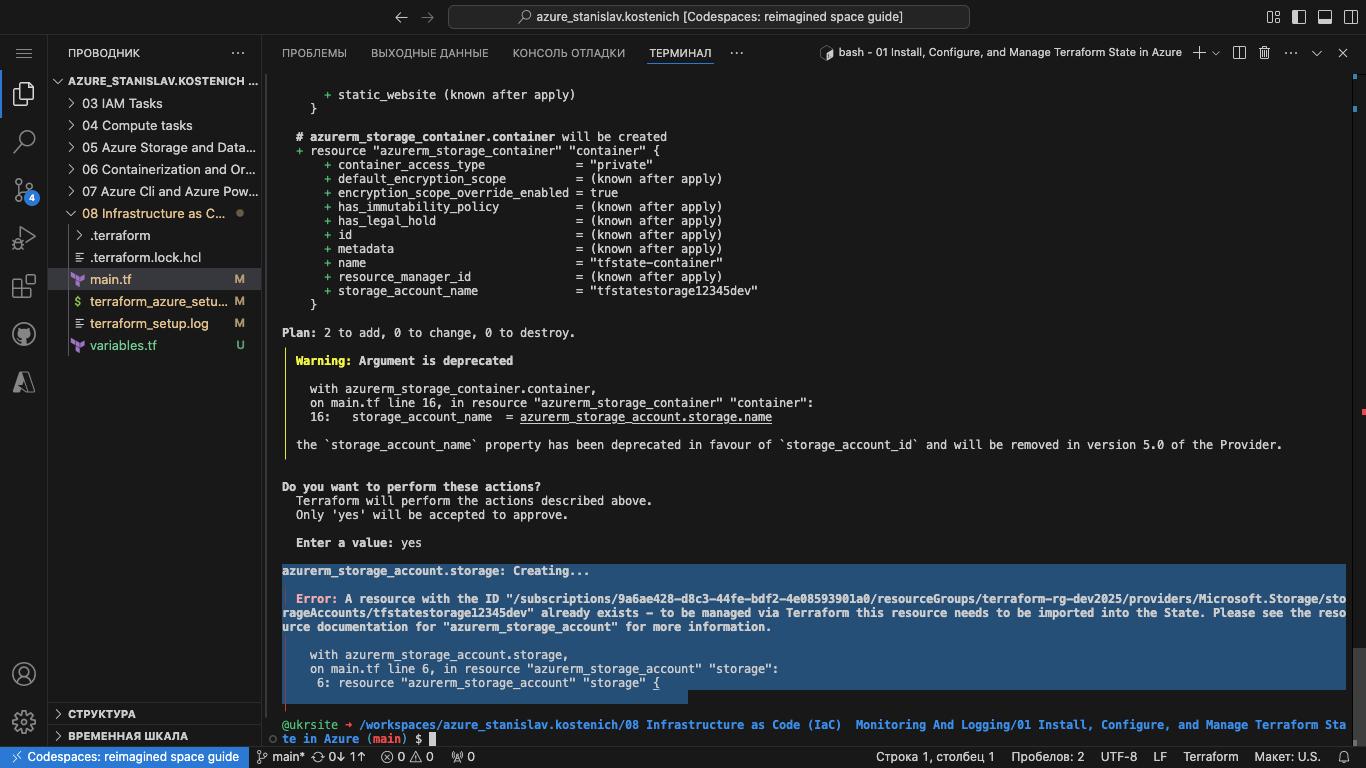 azure_stanislav.kostenich [Codespaces: reimagined space guide]
ПРОВОДНИК
ПРОБЛЕМЫ ВЫХОДНЫЕ ДАННЫЕ КОНСОЛЬ ОТЛАДКИ ТЕРМИНАЛ
bash - 01 Install, Configure, and Manage Terraform State in Azure
AZURE_STANISLAV.KOSTENICH ...
03 IAM Tasks
04 Compute tasks
05 Azure Storage and Data...
06 Containerization and Or...
07 Azure Cli and Azure Pow...
08 Infrastructure as C...
.terraform
.terraform.lock.hcl
main.tf M
terraform_azure_setu... M
terraform_setup.log M
variables.tf U
4
СТРУКТУРА
ВРЕМЕННАЯ ШКАЛА
+ static_website (known after apply)
}
# azurerm_storage_container.container will be created
+ resource "azurerm_storage_container" "container" {
+ container_access_type = "private"
+ default_encryption_scope = (known after apply)
+ encryption_scope_override_enabled = true
+ has_immutability_policy = (known after apply)
+ has_legal_hold = (known after apply)
+ id = (known after apply)
+ metadata = (known after apply)
+ name = "tfstate-container"
+ resource_manager_id = (known after apply)
+ storage_account_name = "tfstatestorage12345dev"
}
Plan: 2 to add, 0 to change, 0 to destroy.
Warning: Argument is deprecated
with azurerm_storage_container.container,
on main.tf line 16, in resource "azurerm_storage_container" "container":
16: storage_account_name = azurerm_storage_account.storage.name
the `storage_account_name` property has been deprecated in favour of `storage_account_id` and will be removed in version 5.0 of the Provider.
Do you want to perform these actions?
Terraform will perform the actions described above.
Only 'yes' will be accepted to approve.
Enter a value: yes
azurerm_storage_account.storage: Creating...
Error: A resource with the ID "/subscriptions/9a6ae428-d8c3-44fe-bdf2-4e08593901a0/resourceGroups/terraform-rg-dev2025/providers/Microsoft.Storage/sto
rageAccounts/tfstatestorage12345dev" already exists - to be managed via Terraform this resource needs to be imported into the State. Please see the reso
urce documentation for "azurerm_storage_account" for more information.
with azurerm_storage_account.storage,
on main.tf line 6, in resource "azurerm_storage_account" "storage":
6: resource "azurerm_storage_account" "storage" {
@ukrsite → /workspaces/azure_stanislav.kostenich/08 Infrastructure as Code (IaC)  Monitoring And Logging/01 Install, Configure, and Manage Terraform Sta
te in Azure (main) $
Codespaces: reimagined space guide main* 0↓ 1↑ 0 0 0 Строка 1, столбец 1 Пробелов: 2 UTF-8 LF Terraform Макет: U.S.